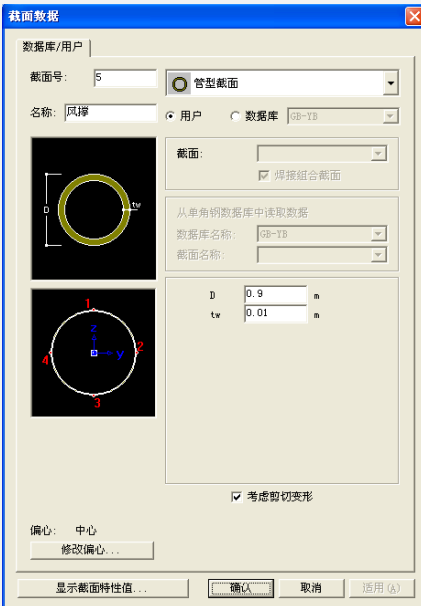 截面数据
数据库/用户
截面号: 5 管型截面
名称: 风撑 用户 数据库 GB-YB
截面:
焊接组合截面
从单角钢数据库中读取数据
数据库名称: GB-YB
截面名称:
D
tw
D 0.9 m
tw 0.01 m
1
z
2
y
4
3
考虑剪切变形
偏心: 中心
修改偏心...
显示截面特性值... 确认 取消 适用(A)